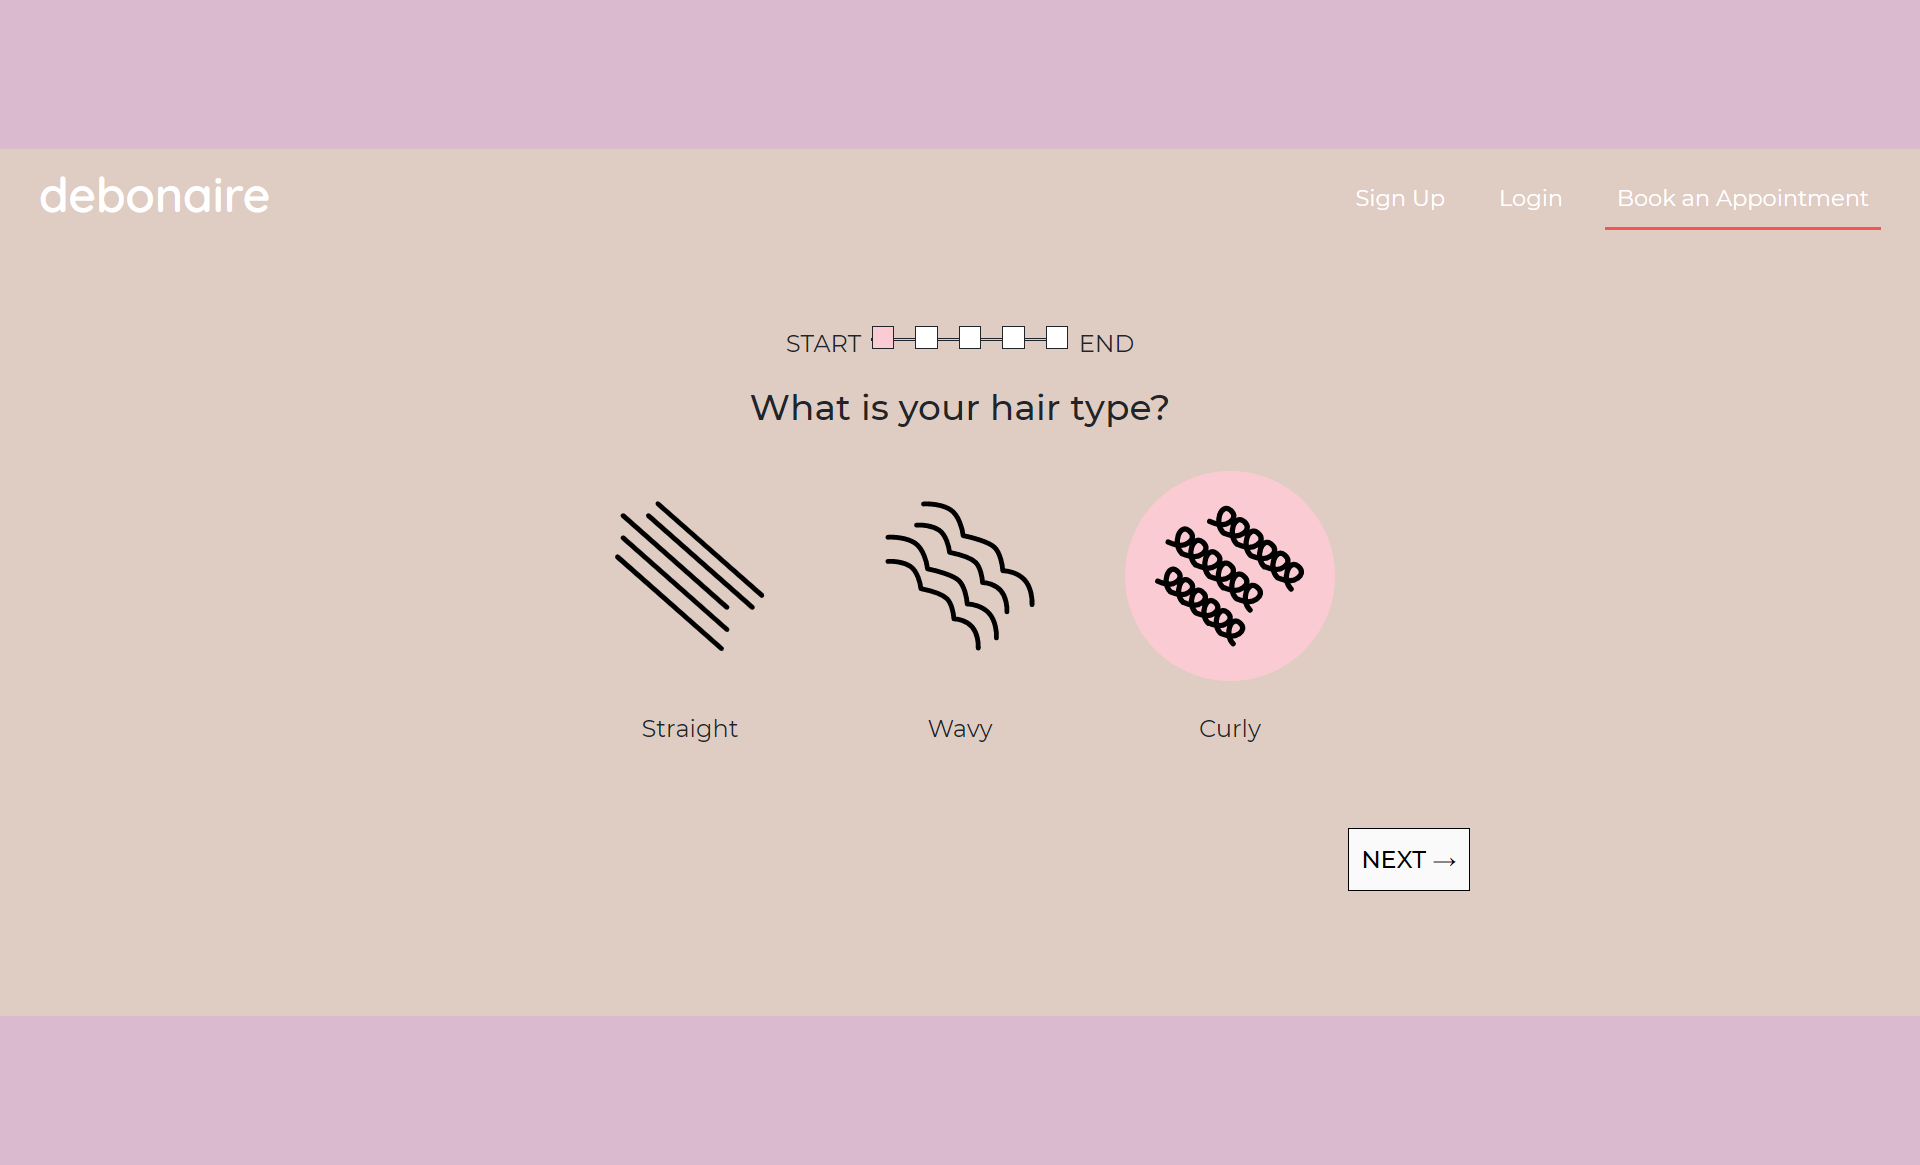 debonaire
Sign Up
Login
Book an Appointment
START
END
What is your hair type?
Straight
Wavy
Curly
NEXT →